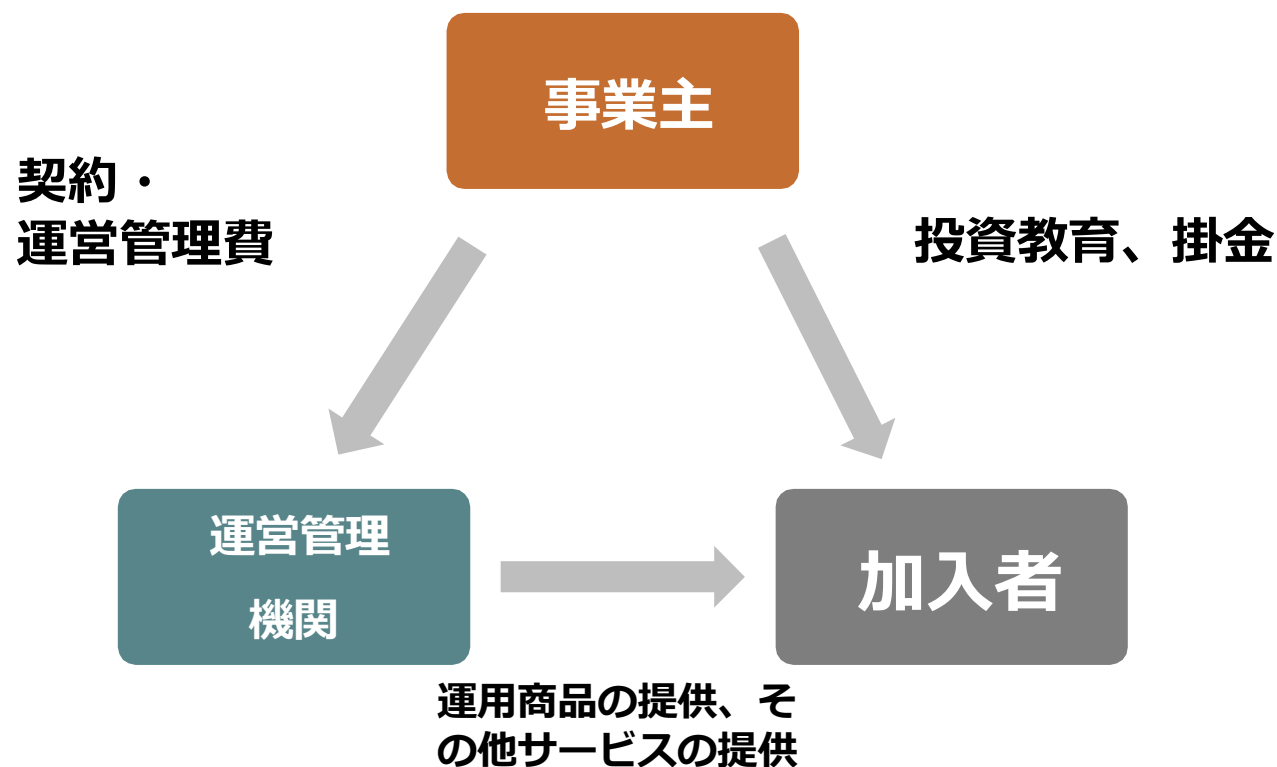 事業主
契約・
運営管理費
投資教育、掛金
運営管理
機関
加入者
運用商品の提供、そ
の他サービスの提供